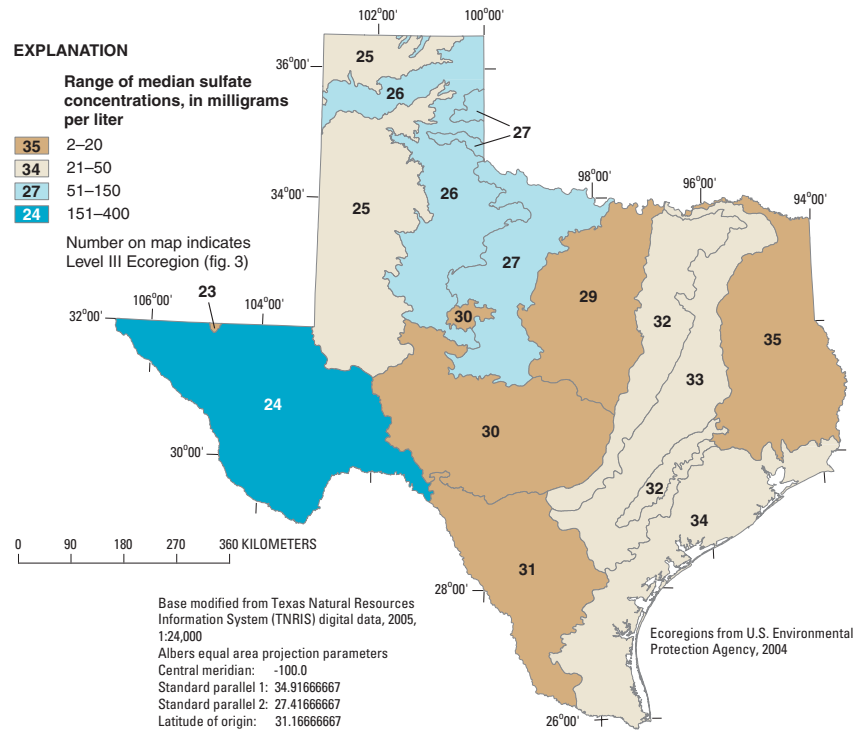 102°00'
100°00'
EXPLANATION
Range of median sulfate
concentrations, in milligrams
per liter
35 2–20
34 21–50
27 51–150
24 151–400
Number on map indicates
Level III Ecoregion (fig. 3)
36°00'
25
26
27
34°00'
25
26
98°00'
96°00'
94°00'
27
23
106°00'
104°00'
32°00'
30
29
32
35
33
24
30
30°00'
32
34
0 90 180 270 360 KILOMETERS
31
28°00'
Base modified from Texas Natural Resources
Information System (TNRIS) digital data, 2005,
1:24,000
Albers equal area projection parameters
Central meridian: -100.0
Standard parallel 1: 34.91666667
Standard parallel 2: 27.41666667
Latitude of origin: 31.16666667
Ecoregions from U.S. Environmental
Protection Agency, 2004
26°00'